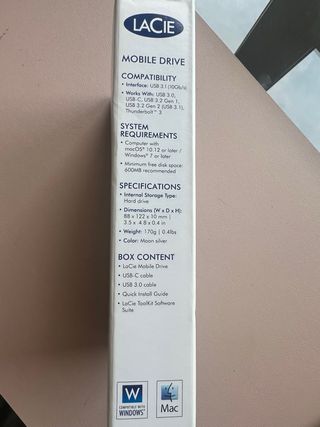 LACIE
MOBILE DRIVE
COMPATIBILITY
• Interface: USB 3.1 (10Gb/s)
• Works With: USB 3.0,
USB-C, USB 3.2 Gen 1,
USB 3.2 Gen 2 (USB 3.1),
Thunderbolt™ 3
SYSTEM
REQUIREMENTS
• Computer with
macOS® 10.12 or later /
Windows® 7 or later
• Minimum free disk space:
600MB recommended
SPECIFICATIONS
• Internal Storage Type:
Hard drive
• Dimensions (W x D x H):
88 x 122 x 10 mm |
3.5 x 4.8 x 0.4 in
• Weight: 170g | 0.4lbs
• Color: Moon silver
BOX CONTENT
• LaCie Mobile Drive
• USB-C cable
• USB 3.0 cable
• Quick Install Guide
• LaCie ToolKit Software
Suite
W
COMPATIBLE WITH
WINDOWS®
Mac